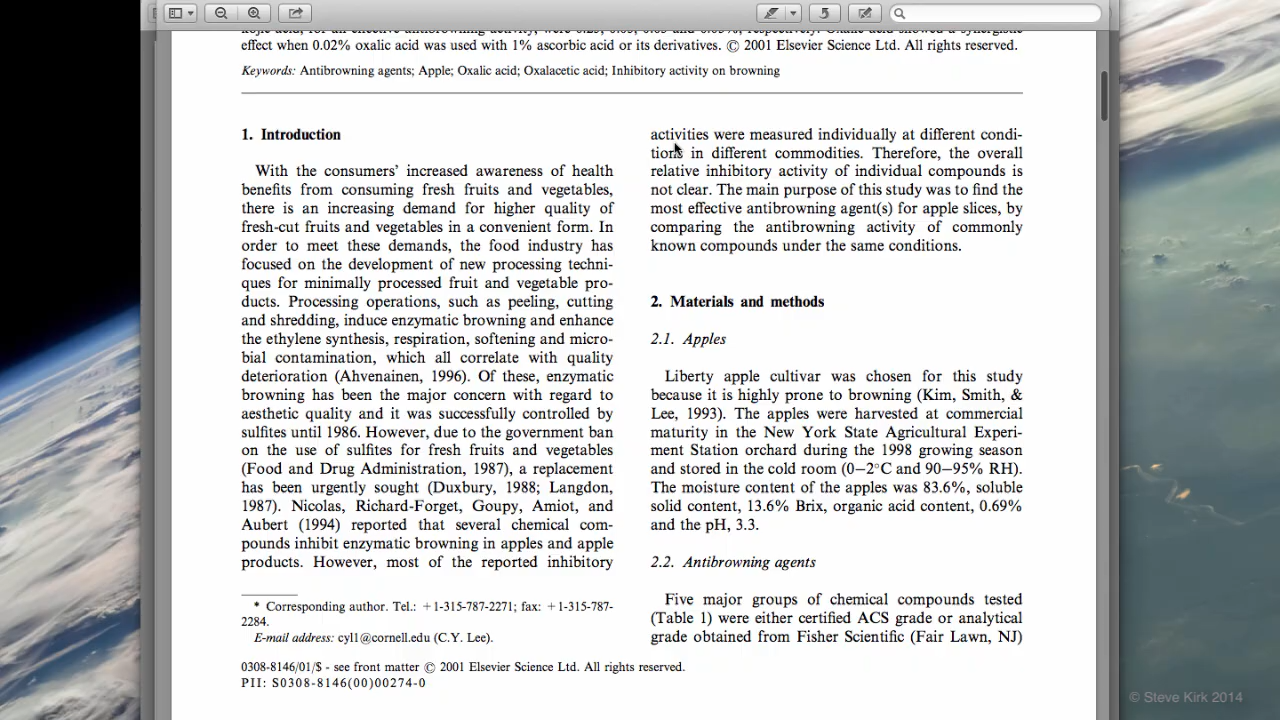 effect when 0.02% oxalic acid was used with 1% ascorbic acid or its derivatives. © 2001 Elsevier Science Ltd. All rights reserved.
Keywords: Antibrowning agents; Apple; Oxalic acid; Oxalacetic acid; Inhibitory activity on browning
1. Introduction
With the consumers’ increased awareness of health
benefits from consuming fresh fruits and vegetables,
there is an increasing demand for higher quality of
fresh-cut fruits and vegetables in a convenient form. In
order to meet these demands, the food industry has
focused on the development of new processing techni-
ques for minimally processed fruit and vegetable pro-
ducts. Processing operations, such as peeling, cutting
and shredding, induce enzymatic browning and enhance
the ethylene synthesis, respiration, softening and micro-
bial contamination, which all correlate with quality
deterioration (Ahvenainen, 1996). Of these, enzymatic
browning has been the major concern with regard to
aesthetic quality and it was successfully controlled by
sulfites until 1986. However, due to the government ban
on the use of sulfites for fresh fruits and vegetables
(Food and Drug Administration, 1987), a replacement
has been urgently sought (Duxbury, 1988; Langdon,
1987). Nicolas, Richard-Forget, Goupy, Amiot, and
Aubert (1994) reported that several chemical com-
pounds inhibit enzymatic browning in apples and apple
products. However, most of the reported inhibitory
* Corresponding author. Tel.: +1-315-787-2271; fax: +1-315-787-
2284.
E-mail address: cyl1@cornell.edu (C.Y. Lee).
0308-8146/01/$ - see front matter © 2001 Elsevier Science Ltd. All rights reserved.
PII: S0308-8146(00)00274-0
activities were measured individually at different condi-
tions in different commodities. Therefore, the overall
relative inhibitory activity of individual compounds is
not clear. The main purpose of this study was to find the
most effective antibrowning agent(s) for apple slices, by
comparing the antibrowning activity of commonly
known compounds under the same conditions.
2. Materials and methods
2.1. Apples
Liberty apple cultivar was chosen for this study
because it is highly prone to browning (Kim, Smith, &
Lee, 1993). The apples were harvested at commercial
maturity in the New York State Agricultural Experi-
ment Station orchard during the 1998 growing season
and stored in the cold room (0–2°C and 90–95% RH).
The moisture content of the apples was 83.6%, soluble
solid content, 13.6% Brix, organic acid content, 0.69%
and the pH, 3.3.
2.2. Antibrowning agents
Five major groups of chemical compounds tested
(Table 1) were either certified ACS grade or analytical
grade obtained from Fisher Scientific (Fair Lawn, NJ)
© Steve Kirk 2014